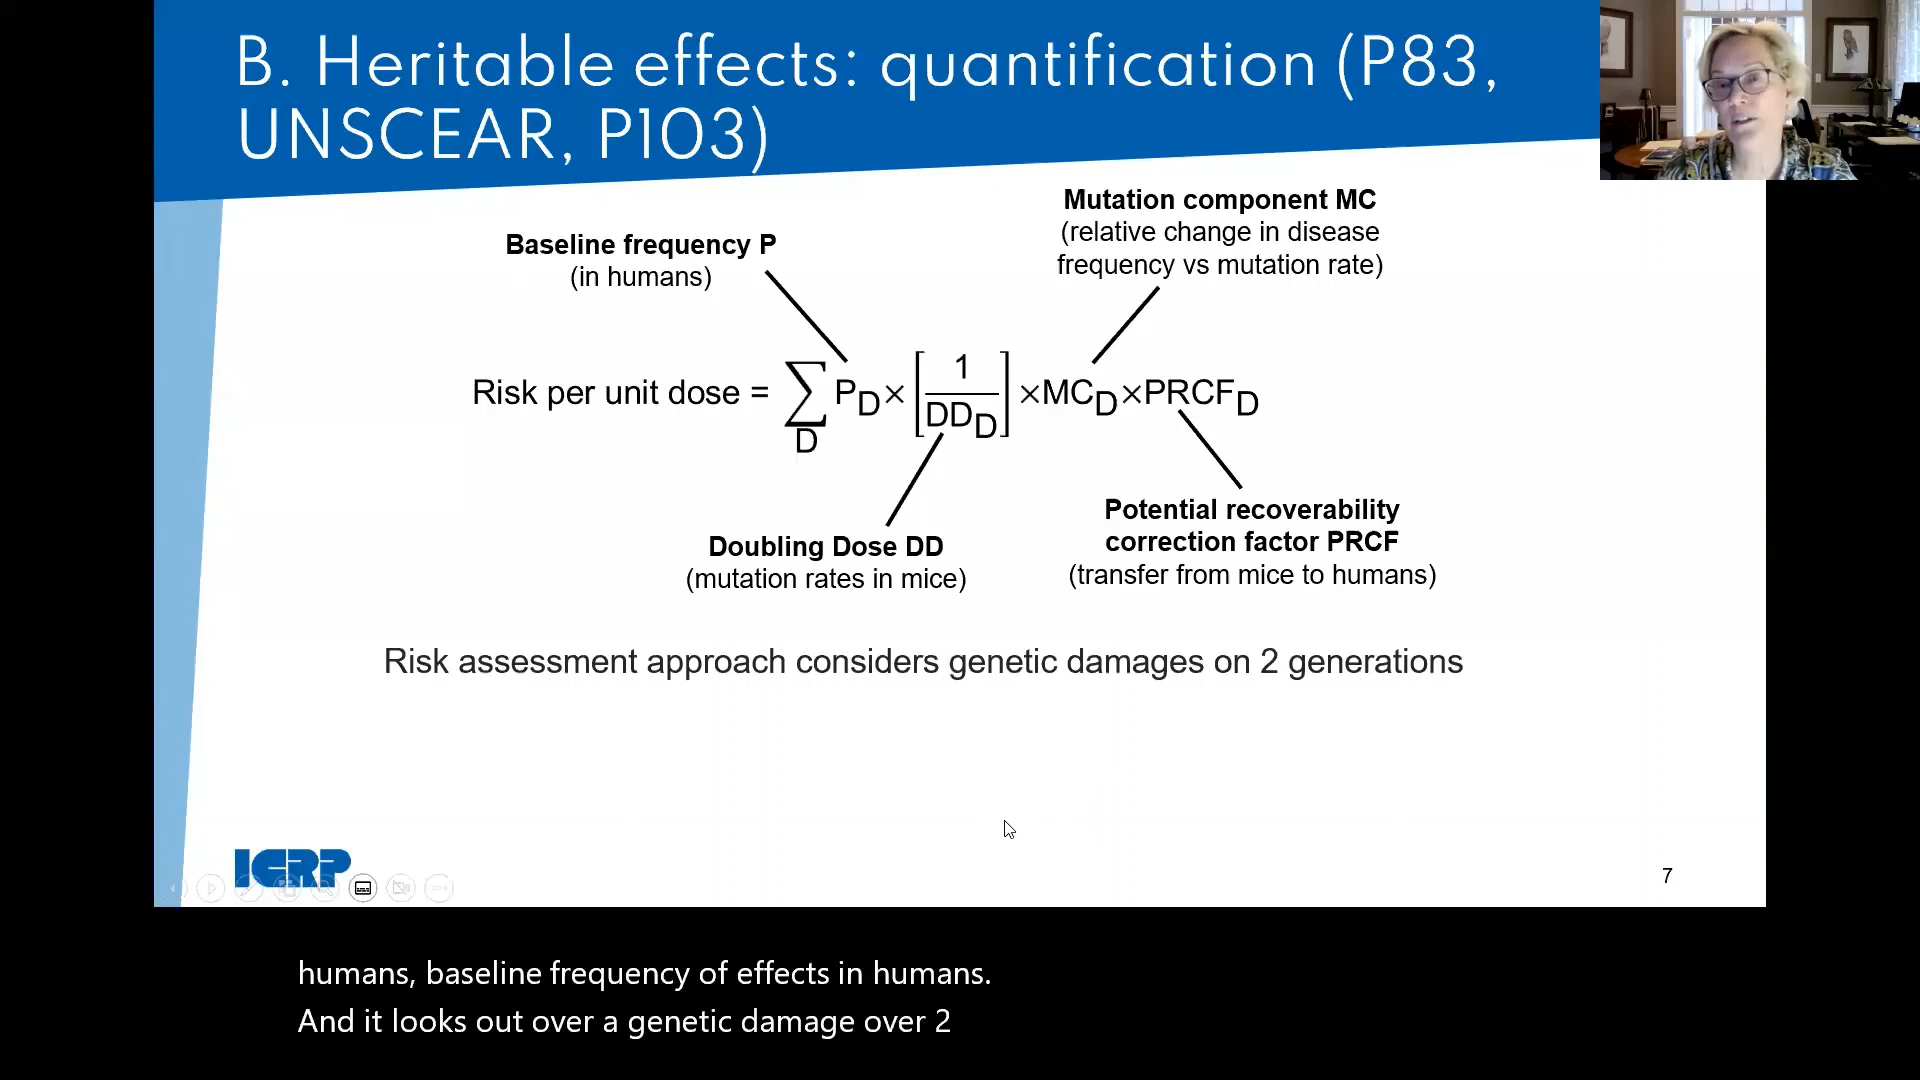 B. Heritable effects: quantification (P83,
UNSCEAR, P103)
Mutation component MC
(relative change in disease
frequency vs mutation rate)
Baseline frequency P
(in humans)
Risk per unit dose = ∑_D P_D × [1/DD_D] × MC_D × PRCF_D
Potential recoverability
correction factor PRCF
(transfer from mice to humans)
Doubling Dose DD
(mutation rates in mice)
Risk assessment approach considers genetic damages on 2 generations
ICRP
7
humans, baseline frequency of effects in humans.
And it looks out over a genetic damage over 2